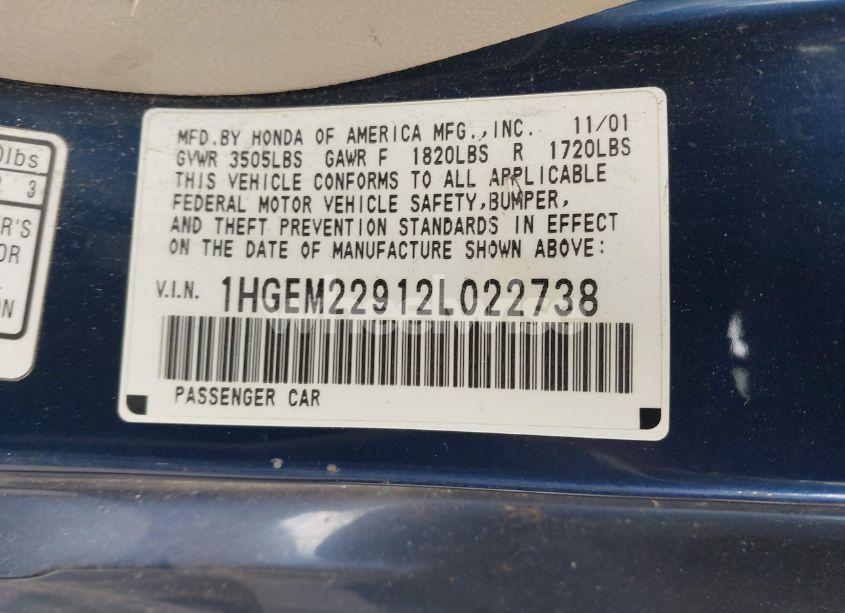 MFD.BY HONDA OF AMERICA MFG.,INC. 11/01
GVWR 3505LBS GAWR F 1820LBS R 1720LBS
THIS VEHICLE CONFORMS TO ALL APPLICABLE
FEDERAL MOTOR VEHICLE SAFETY,BUMPER,
AND THEFT PREVENTION STANDARDS IN EFFECT
ON THE DATE OF MANUFACTURE SHOWN ABOVE:
V.I.N. 1HGEM22912L022738
PASSENGER CAR
lbs
3